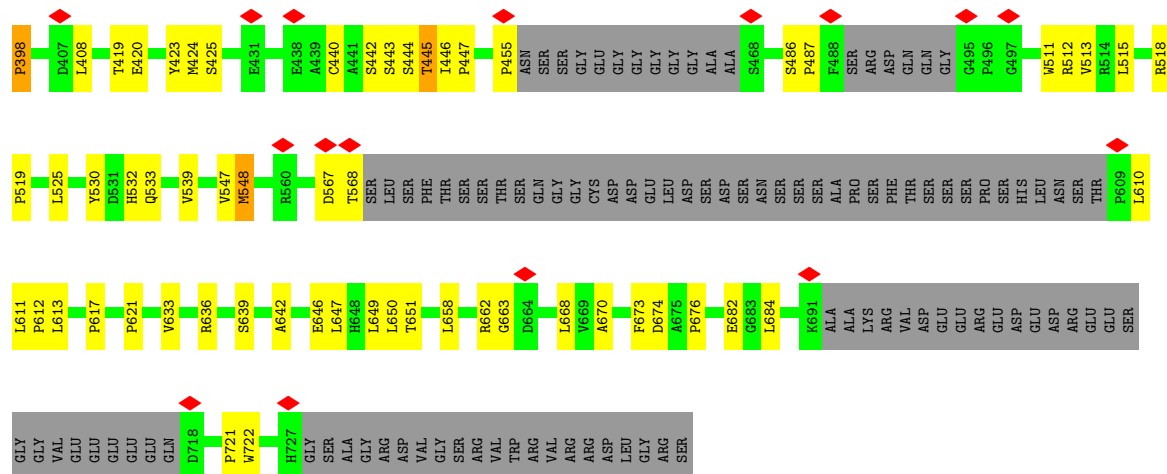 P398 D407 L408 T419 E420 Y423 M424 S425 E431 E438 A439 C440 A441 S442 S443 S444 T445 I446 P447 P455 ASN SER SER GLY GLU GLY GLY GLY GLY GLY ALA ALA S468 S486 P487 F488 SER ARG ASP GLN GLN GLY G495 P496 G497 W511 R512 V513 R514 L515 R518
P519 L525 Y530 D531 H532 Q533 V539 V547 M548 R560 D567 T568 SER LEU SER PHE THR SER SER THR SER GLN GLY GLY CYS ASP ASP GLU LEU ASP SER ASP SER ASN SER SER SER SER ALA PRO SER PHE THR SER SER SER PRO SER HIS LEU ASN SER THR P609 L610
L611 P612 L613 P617 P621 V633 R636 S639 A642 E646 L647 H648 L649 L650 T651 L658 R662 G663 D664 L668 V669 A670 F673 D674 A675 P676 E682 G683 L684 K691 ALA ALA LYS ARG VAL ASP GLU GLU ARG GLU ASP GLU ASP ARG GLU GLU SER
GLY GLY VAL GLU GLU GLU GLU GLN D718 P721 W722 H727 GLY SER ALA GLY ARG ASP VAL GLY SER ARG VAL TRP ARG VAL ARG ARG ASP LEU GLY ARG SER